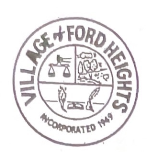 VILLAGE of FORD HEIGHTS
INCORPORATED 1949